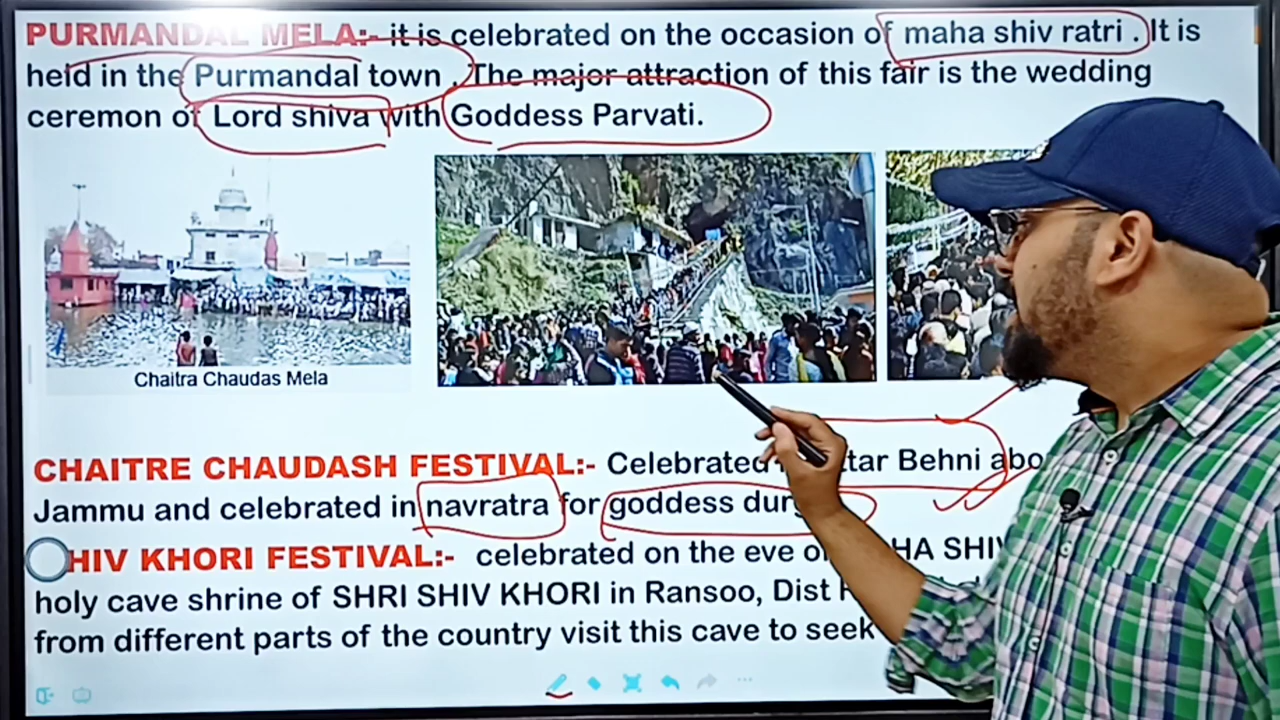 PURMANDAL MELA:- it is celebrated on the occasion of maha shiv ratri . It is
held in the Purmandal town . The major attraction of this fair is the wedding
ceremon of Lord shiva with Goddess Parvati.
Chaitra Chaudas Mela
CHAITRE CHAUDASH FESTIVAL:- Celebrated tar Behni abo
Jammu and celebrated in navratra for goddess dur
HIV KHORI FESTIVAL:- celebrated on the eve o HA SHIV
holy cave shrine of SHRI SHIV KHORI in Ransoo, Dist
from different parts of the country visit this cave to seek